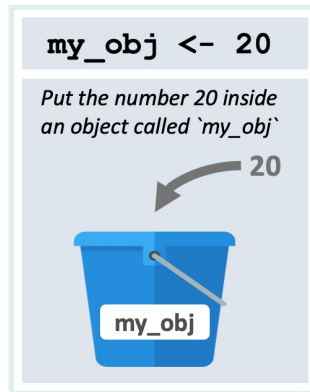 my_obj <- 20
Put the number 20 inside
an object called `my_obj`
20
my_obj